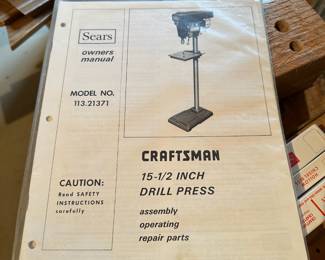 Sears
owners
manual
MODEL NO.
113.21371
CAUTION:
Read SAFETY
INSTRUCTIONS
carefully
CRAFTSMAN
15-1/2 INCH
DRILL PRESS
assembly
operating
repair parts